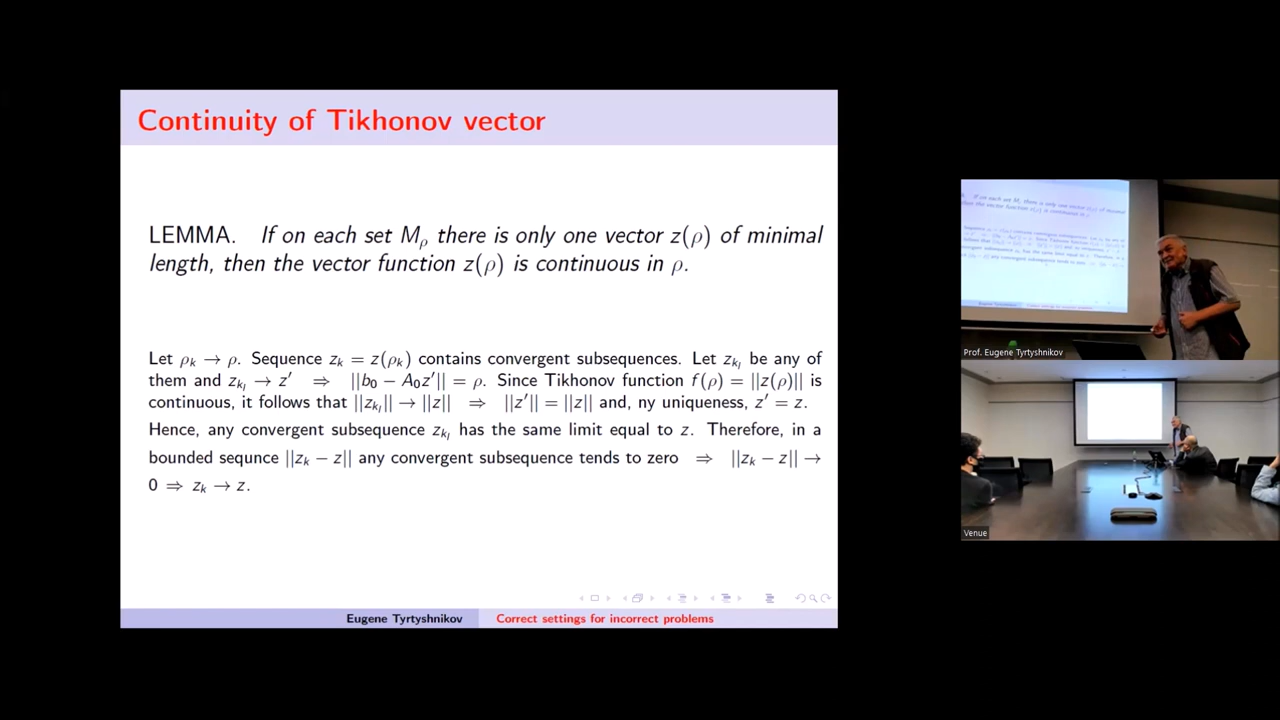 Continuity of Tikhonov vector
LEMMA. If on each set M_ρ there is only one vector z(ρ) of minimal
length, then the vector function z(ρ) is continuous in ρ.
Let ρ_k → ρ. Sequence z_k = z(ρ_k) contains convergent subsequences. Let z_{k_l} be any of
them and z_{k_l} → z′ ⇒ ||b_0 − A_0z′|| = ρ. Since Tikhonov function f(ρ) = ||z(ρ)|| is
continuous, it follows that ||z_{k_l}|| → ||z|| ⇒ ||z′|| = ||z|| and, ny uniqueness, z′ = z.
Hence, any convergent subsequence z_{k_l} has the same limit equal to z. Therefore, in a
bounded sequnce ||z_k − z|| any convergent subsequence tends to zero ⇒ ||z_k − z|| →
0 ⇒ z_k → z.
Eugene Tyrtyshnikov
Correct settings for incorrect problems
Prof. Eugene Tyrtyshnikov
Venue